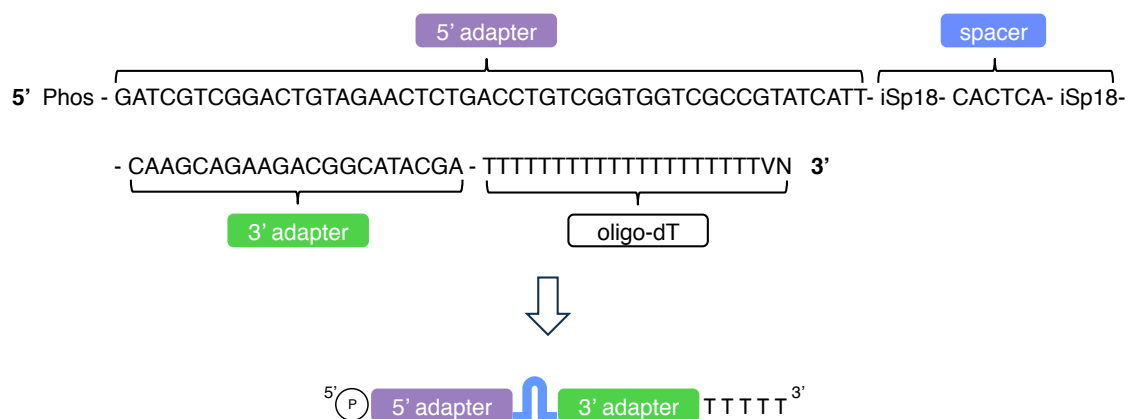 5' adapter spacer
5' Phos - GATCGTCGGACTGTAGAACTCTGACCTGTCGGTGGTCGCCGTATCATT- iSp18- CACTCA- iSp18-
- CAAGCAGAAGACGGCATACGA - TTTTTTTTTTTTTTTTTTTTVN 3'
3' adapter oligo-dT
5' P 5' adapter 3' adapter T T T T T 3'